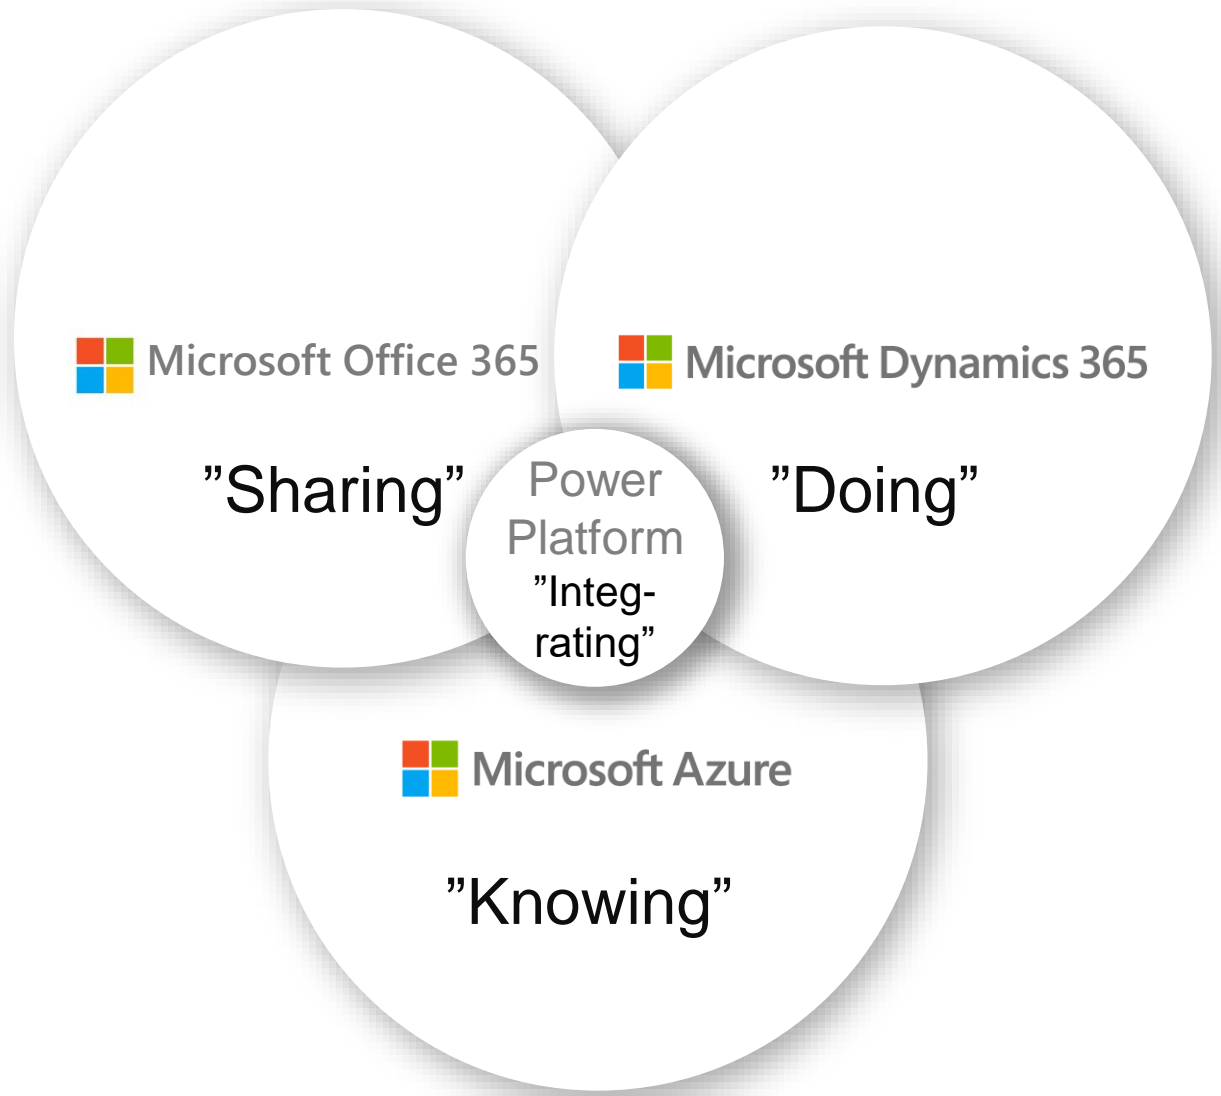 Microsoft Office 365
Microsoft Dynamics 365
”Sharing”
Power
Platform
”Integ-
rating”
”Doing”
Microsoft Azure
”Knowing”